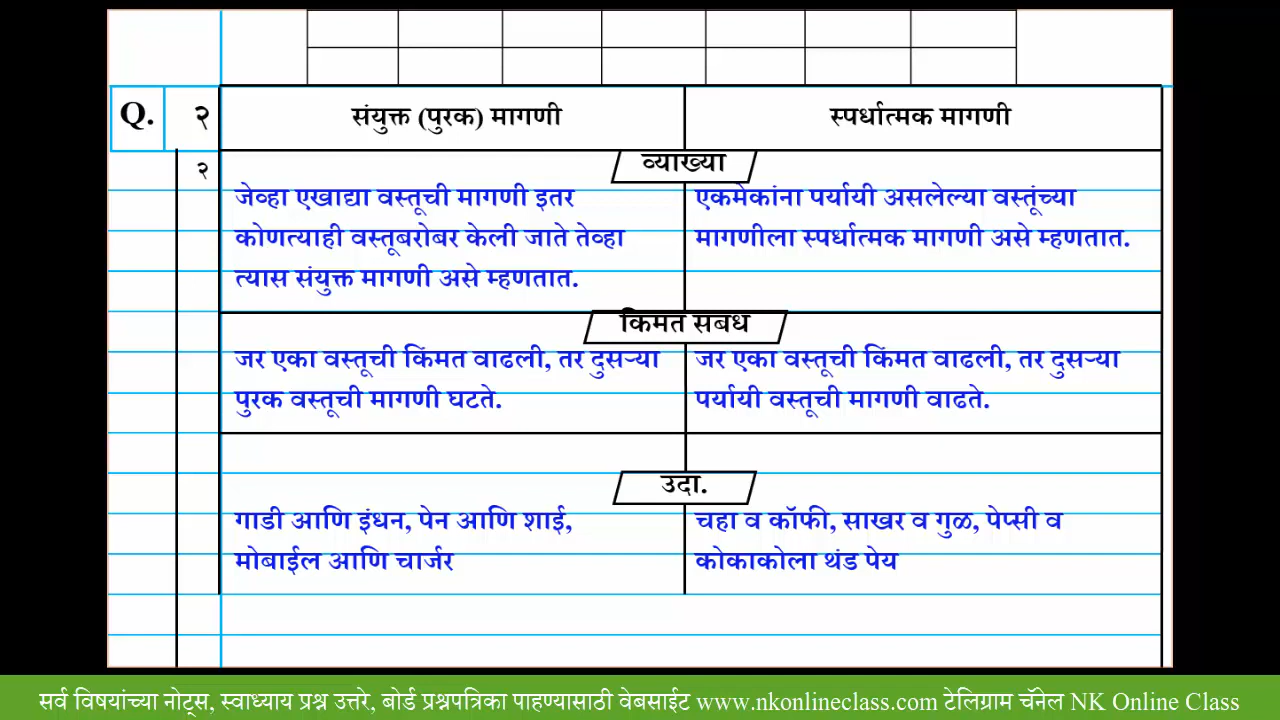 Q. २ संयुक्त (पुरक) मागणी स्पर्धात्मक मागणी
२ व्याख्या
जेव्हा एखाद्या वस्तूची मागणी इतर एकमेकांना पर्यायी असलेल्या वस्तूंच्या
कोणत्याही वस्तूबरोबर केली जाते तेव्हा मागणीला स्पर्धात्मक मागणी असे म्हणतात.
त्यास संयुक्त मागणी असे म्हणतात.
किंमत संबंध
जर एका वस्तूची किंमत वाढली, तर दुसऱ्या जर एका वस्तूची किंमत वाढली, तर दुसऱ्या
पुरक वस्तूची मागणी घटते. पर्यायी वस्तूची मागणी वाढते.
उदा.
गाडी आणि इंधन, पेन आणि शाई, चहा व कॉफी, साखर व गुळ, पेप्सी व
मोबाईल आणि चार्जर कोकाकोला थंड पेय
सर्व विषयांच्या नोट्स, स्वाध्याय प्रश्न उत्तरे, बोर्ड प्रश्नपत्रिका पाहण्यासाठी वेबसाईट www.nkonlineclass.com टेलिग्राम चॅनेल NK Online Class